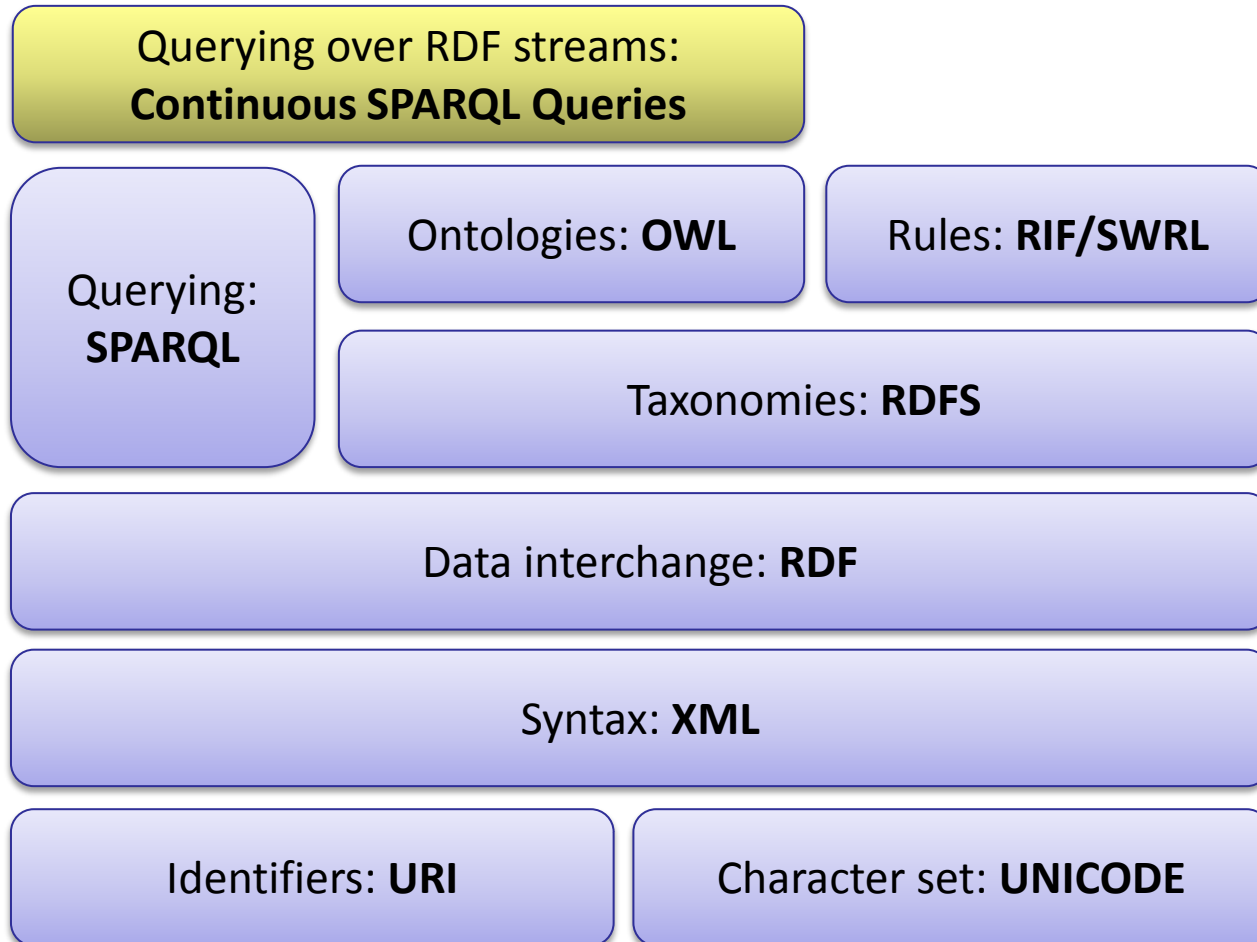 Querying over RDF streams:
Continuous SPARQL Queries
Querying:
SPARQL
Ontologies: OWL
Rules: RIF/SWRL
Taxonomies: RDFS
Data interchange: RDF
Syntax: XML
Identifiers: URI
Character set: UNICODE